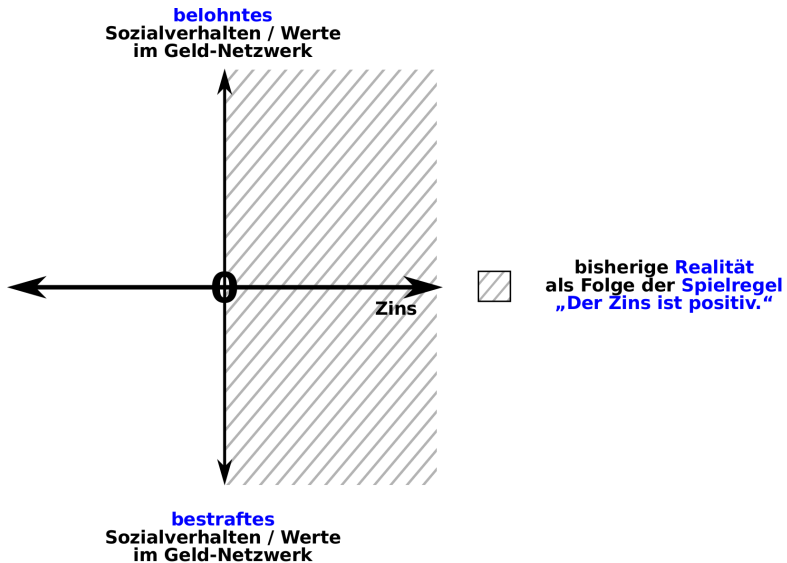 belohntes
Sozialverhalten / Werte
im Geld-Netzwerk
0
Zins
bisherige Realität
als Folge der Spielregel
„Der Zins ist positiv.“
bestraftes
Sozialverhalten / Werte
im Geld-Netzwerk